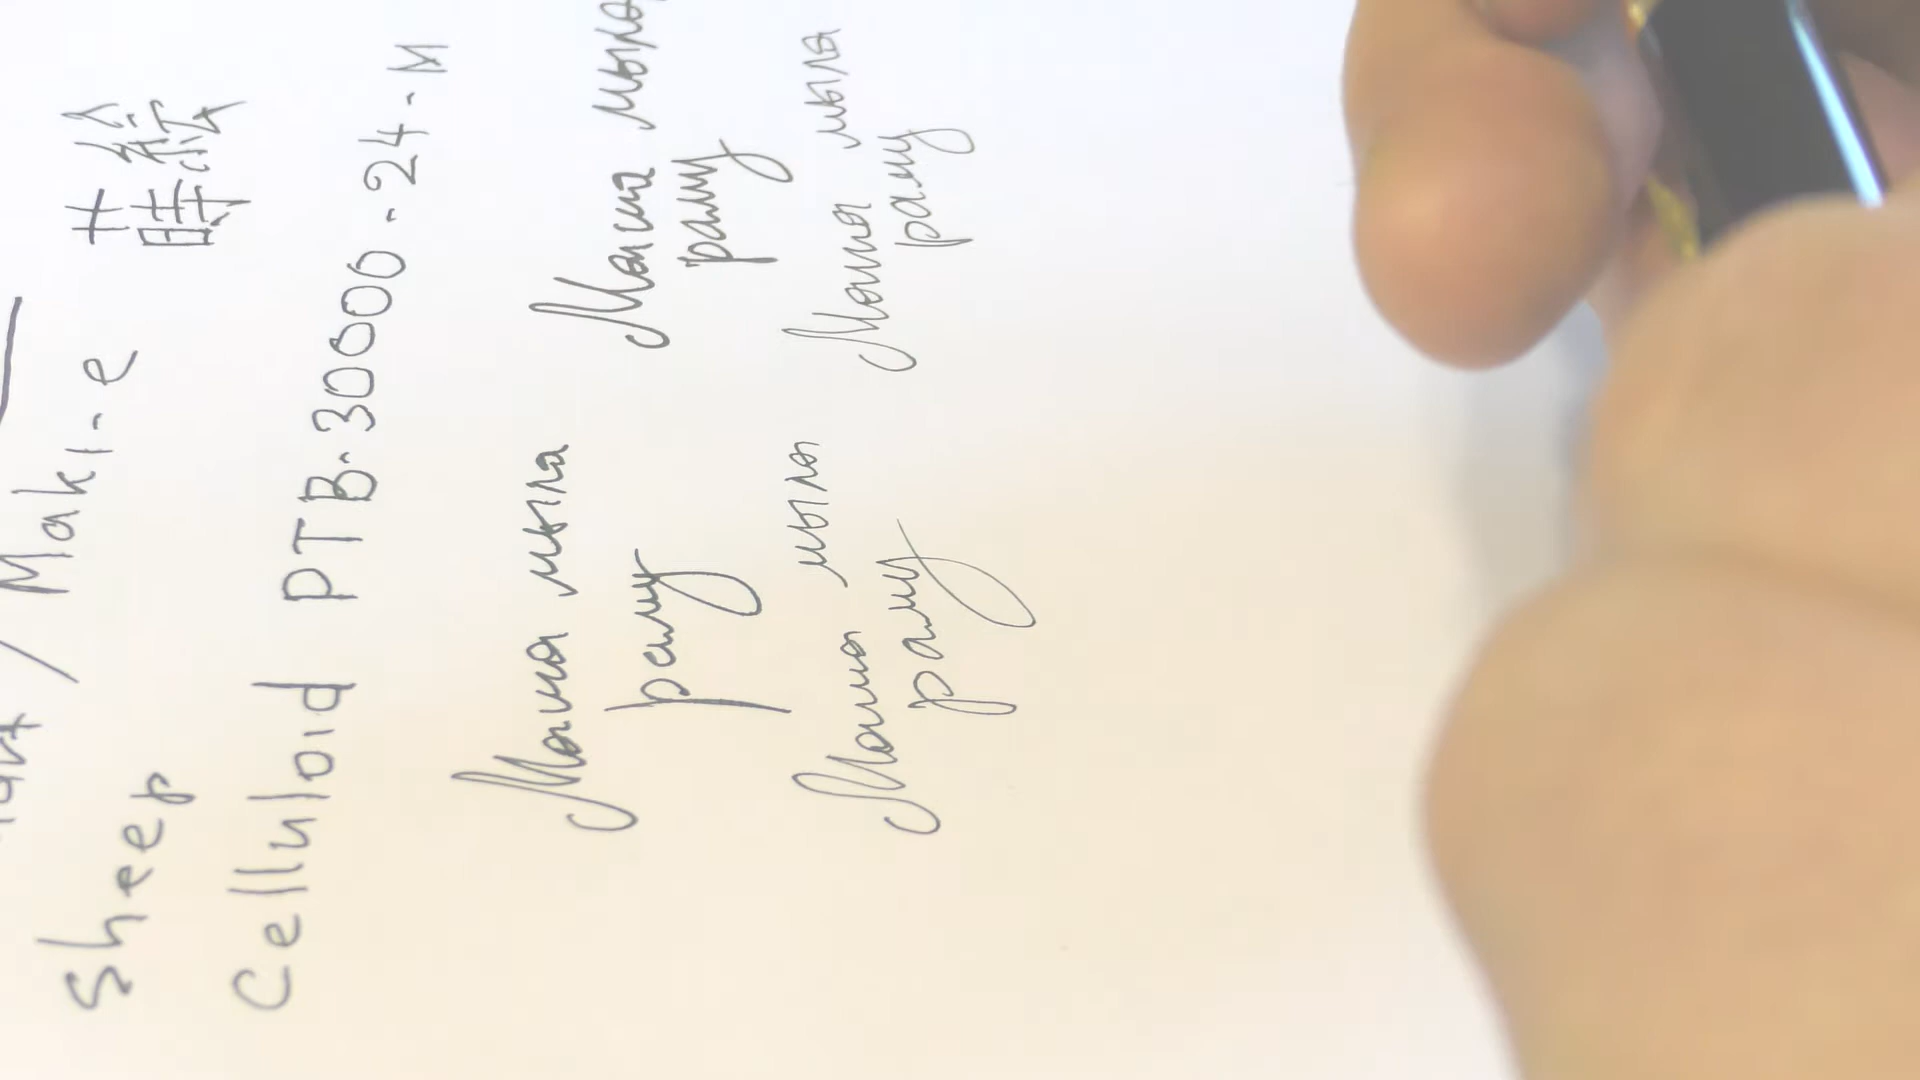 / Maki-e 蒔絵
Sheep
Celluloid PTB-30000-24-M
Мама мыла Мама мыла
раму раму
Мама мыла Мама мыла
раму раму